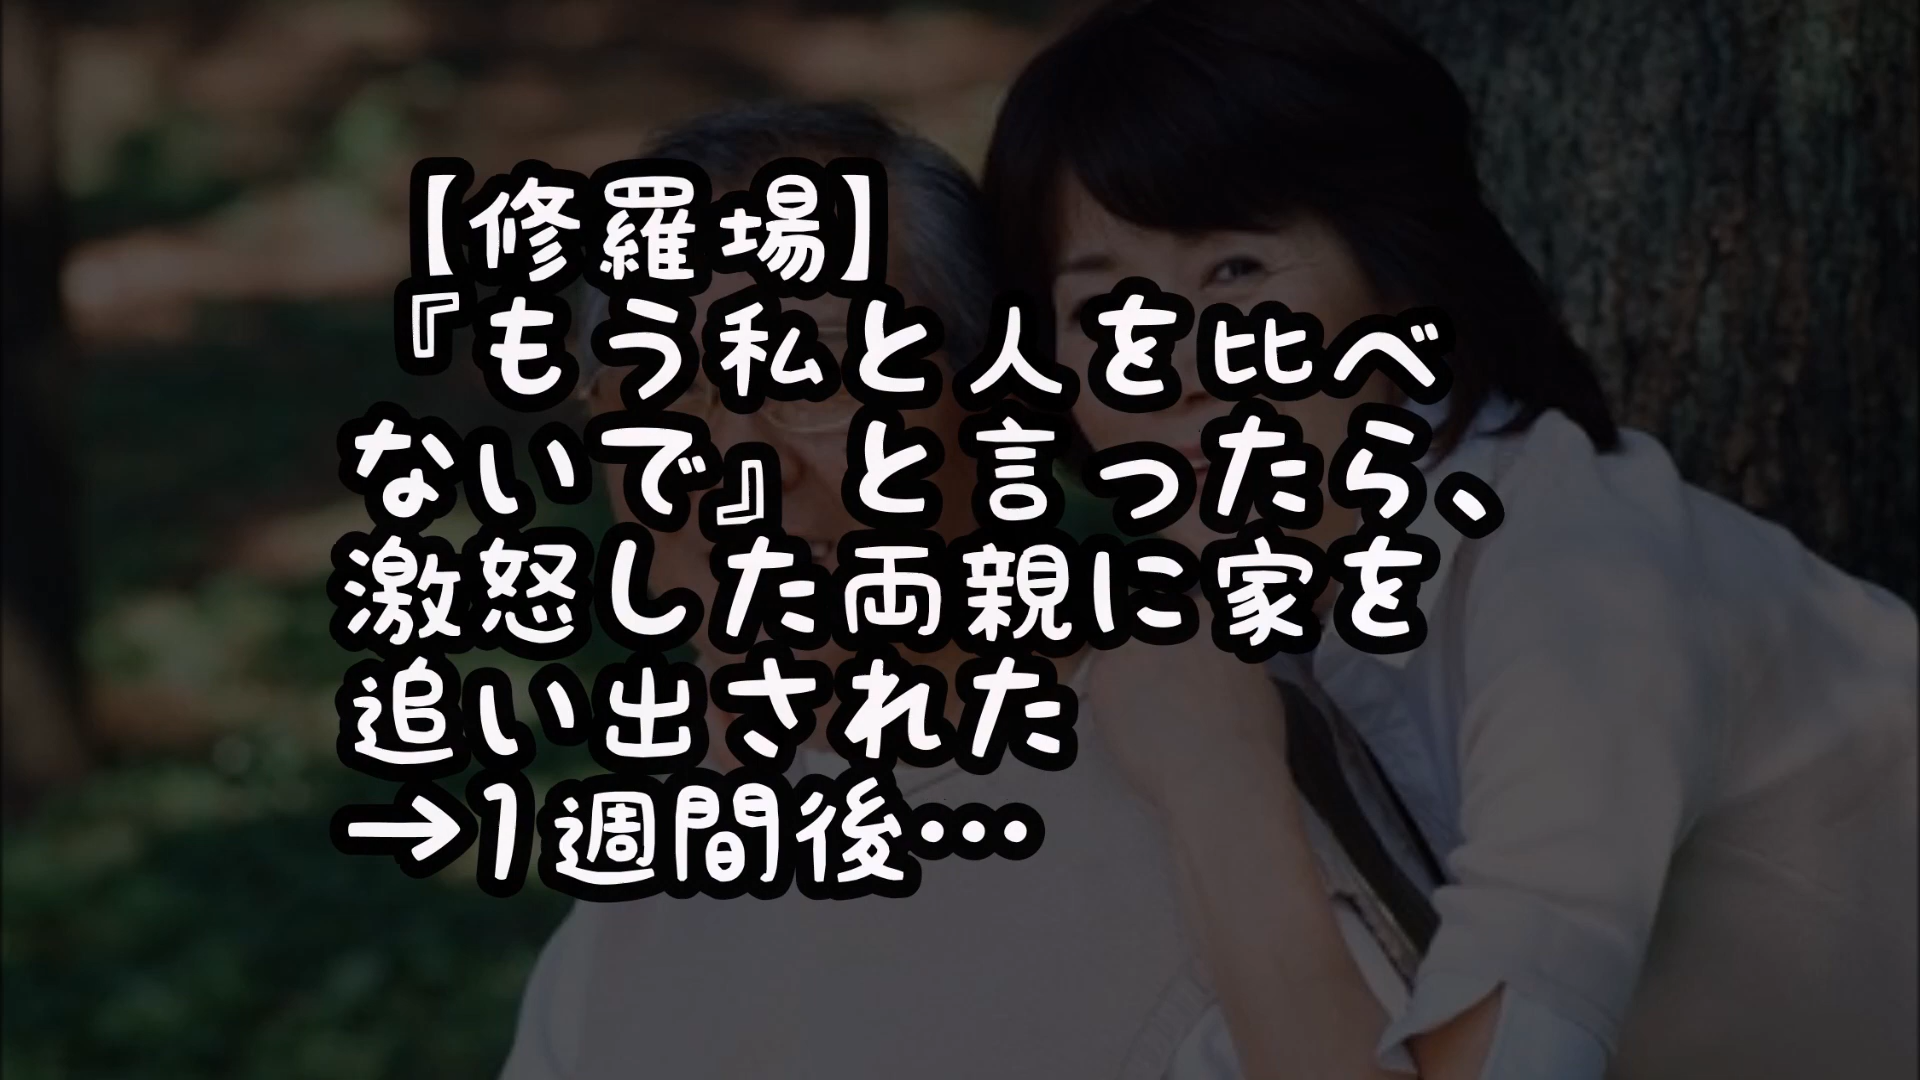 【修羅場】
『もう私と人を比べ
ないで』と言ったら、
激怒した両親に家を
追い出された
→1週間後…